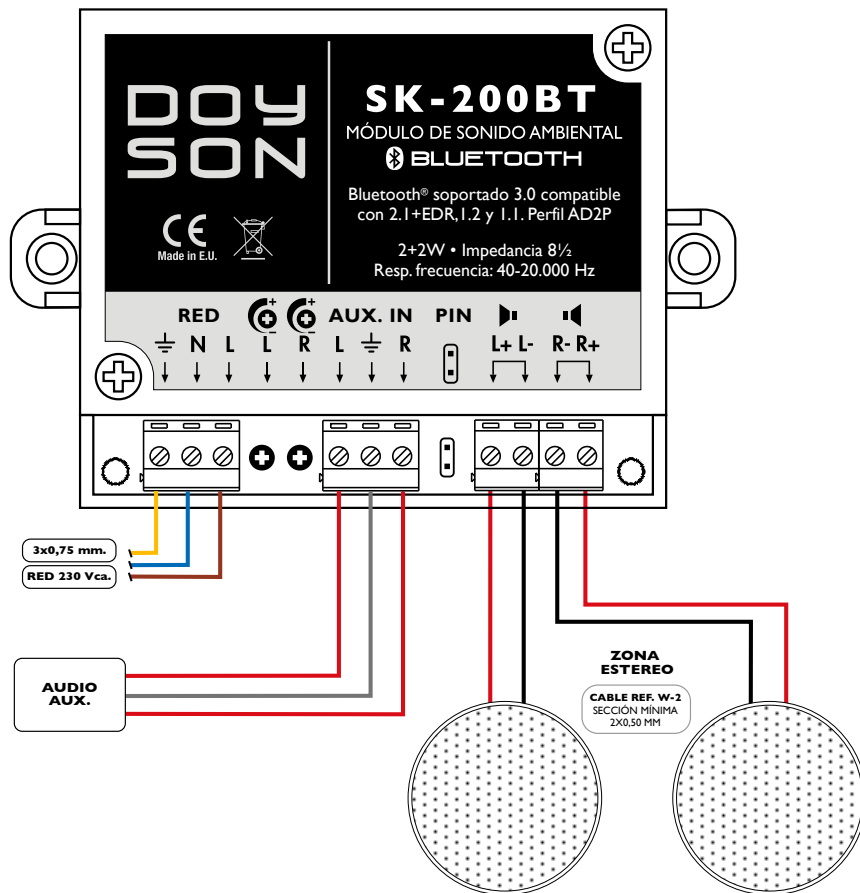 DOY
SON
CE
Made in E.U.
SK-200BT
MÓDULO DE SONIDO AMBIENTAL
BLUETOOTH
Bluetooth® soportado 3.0 compatible
con 2.1+EDR,1.2 y 1.1. Perfil AD2P
2+2W • Impedancia 8½
Resp. frecuencia: 40-20.000 Hz
RED + + AUX. IN PIN
- -
N L L R L R L+ L- R- R+
3x0,75 mm.
RED 230 Vca.
AUDIO
AUX.
ZONA
ESTEREO
CABLE REF. W-2
SECCIÓN MÍNIMA
2X0,50 MM